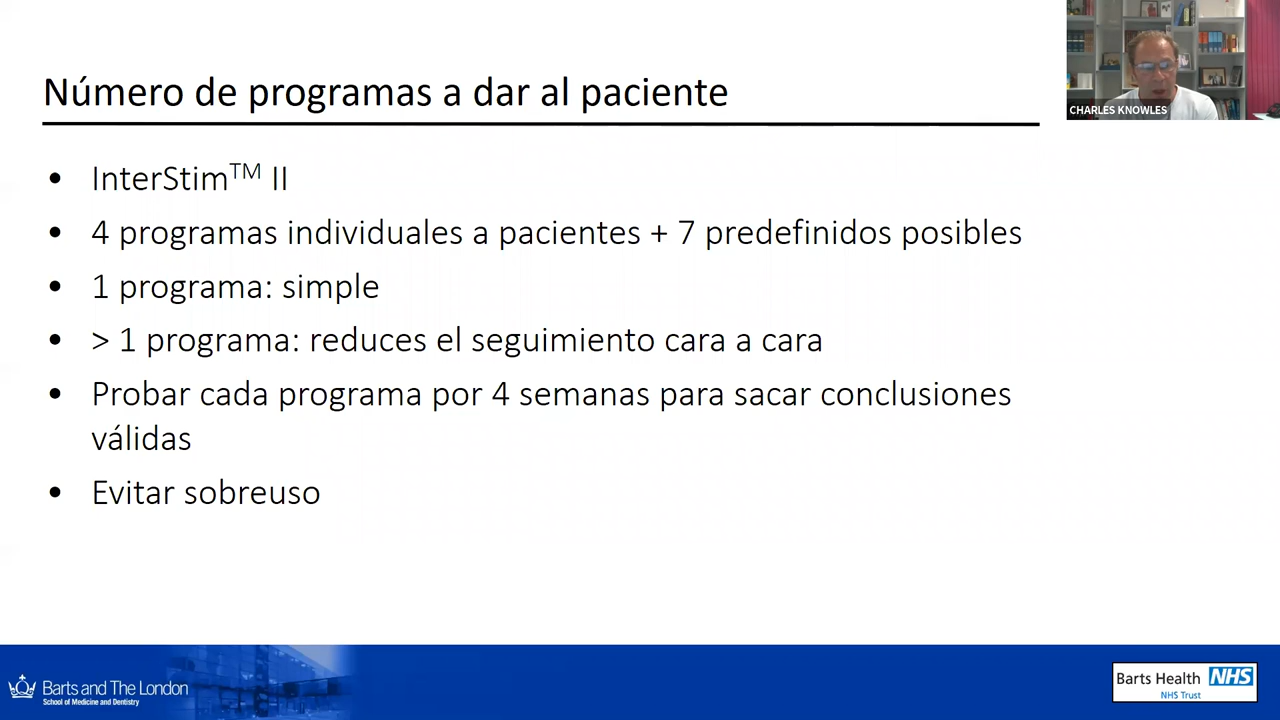 Número de programas a dar al paciente
CHARLES KNOWLES
• InterStim™ II
• 4 programas individuales a pacientes + 7 predefinidos posibles
• 1 programa: simple
• > 1 programa: reduces el seguimiento cara a cara
• Probar cada programa por 4 semanas para sacar conclusiones
válidas
• Evitar sobreuso
Barts and The London
School of Medicine and Dentistry
Barts Health NHS
NHS Trust